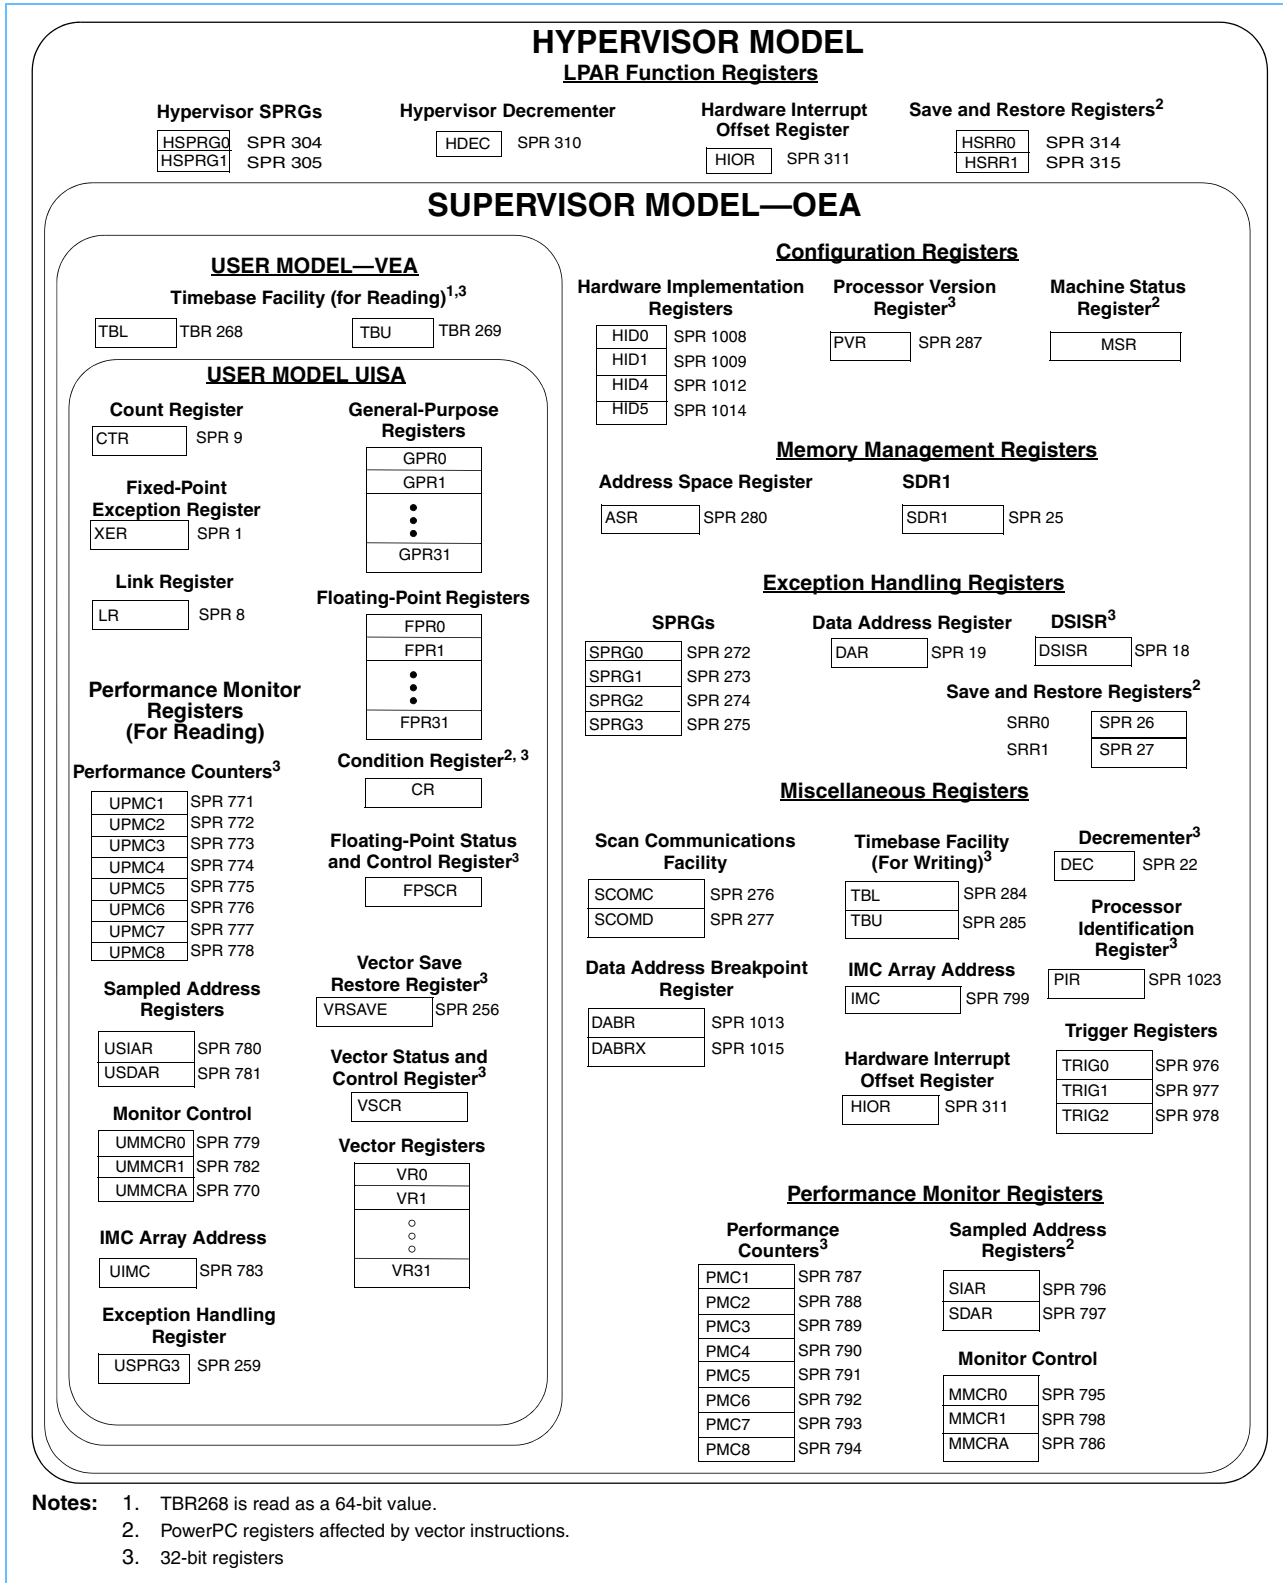 HYPERVISOR MODEL
LPAR Function Registers
Hypervisor SPRGs
HSPRG0 SPR 304
HSPRG1 SPR 305
Hypervisor Decrementer
HDEC SPR 310
Hardware Interrupt
Offset Register
HIOR SPR 311
Save and Restore Registers2
HSRR0 SPR 314
HSRR1 SPR 315
SUPERVISOR MODEL—OEA
USER MODEL—VEA
Timebase Facility (for Reading)1,3
TBL TBR 268
TBU TBR 269
USER MODEL UISA
Count Register
CTR SPR 9
Fixed-Point
Exception Register
XER SPR 1
Link Register
LR SPR 8
Performance Monitor
Registers
(For Reading)
Performance Counters3
UPMC1 SPR 771
UPMC2 SPR 772
UPMC3 SPR 773
UPMC4 SPR 774
UPMC5 SPR 775
UPMC6 SPR 776
UPMC7 SPR 777
UPMC8 SPR 778
Sampled Address
Registers
USIAR SPR 780
USDAR SPR 781
Monitor Control
UMMCR0 SPR 779
UMMCR1 SPR 782
UMMCRA SPR 770
IMC Array Address
UIMC SPR 783
Exception Handling
Register
USPRG3 SPR 259
General-Purpose
Registers
GPR0
GPR1
GPR31
Floating-Point Registers
FPR0
FPR1
FPR31
Condition Register2, 3
CR
Floating-Point Status
and Control Register3
FPSCR
Vector Save
Restore Register3
VRSAVE SPR 256
Vector Status and
Control Register3
VSCR
Vector Registers
VR0
VR1
VR31
Configuration Registers
Hardware Implementation
Registers
HID0 SPR 1008
HID1 SPR 1009
HID4 SPR 1012
HID5 SPR 1014
Processor Version
Register3
PVR SPR 287
Machine Status
Register2
MSR
Memory Management Registers
Address Space Register
ASR SPR 280
SDR1
SDR1 SPR 25
Exception Handling Registers
SPRGs
SPRG0 SPR 272
SPRG1 SPR 273
SPRG2 SPR 274
SPRG3 SPR 275
Data Address Register
DAR SPR 19
DSISR3
DSISR SPR 18
Save and Restore Registers2
SRR0 SPR 26
SRR1 SPR 27
Miscellaneous Registers
Scan Communications
Facility
SCOMC SPR 276
SCOMD SPR 277
Data Address Breakpoint
Register
DABR SPR 1013
DABRX SPR 1015
Timebase Facility
(For Writing)3
TBL SPR 284
TBU SPR 285
IMC Array Address
IMC SPR 799
Hardware Interrupt
Offset Register
HIOR SPR 311
Decrementer3
DEC SPR 22
Processor
Identification
Register3
PIR SPR 1023
Trigger Registers
TRIG0 SPR 976
TRIG1 SPR 977
TRIG2 SPR 978
Performance Monitor Registers
Performance
Counters3
PMC1 SPR 787
PMC2 SPR 788
PMC3 SPR 789
PMC4 SPR 790
PMC5 SPR 791
PMC6 SPR 792
PMC7 SPR 793
PMC8 SPR 794
Sampled Address
Registers2
SIAR SPR 796
SDAR SPR 797
Monitor Control
MMCR0 SPR 795
MMCR1 SPR 798
MMCRA SPR 786
Notes: 1. TBR268 is read as a 64-bit value.
2. PowerPC registers affected by vector instructions.
3. 32-bit registers